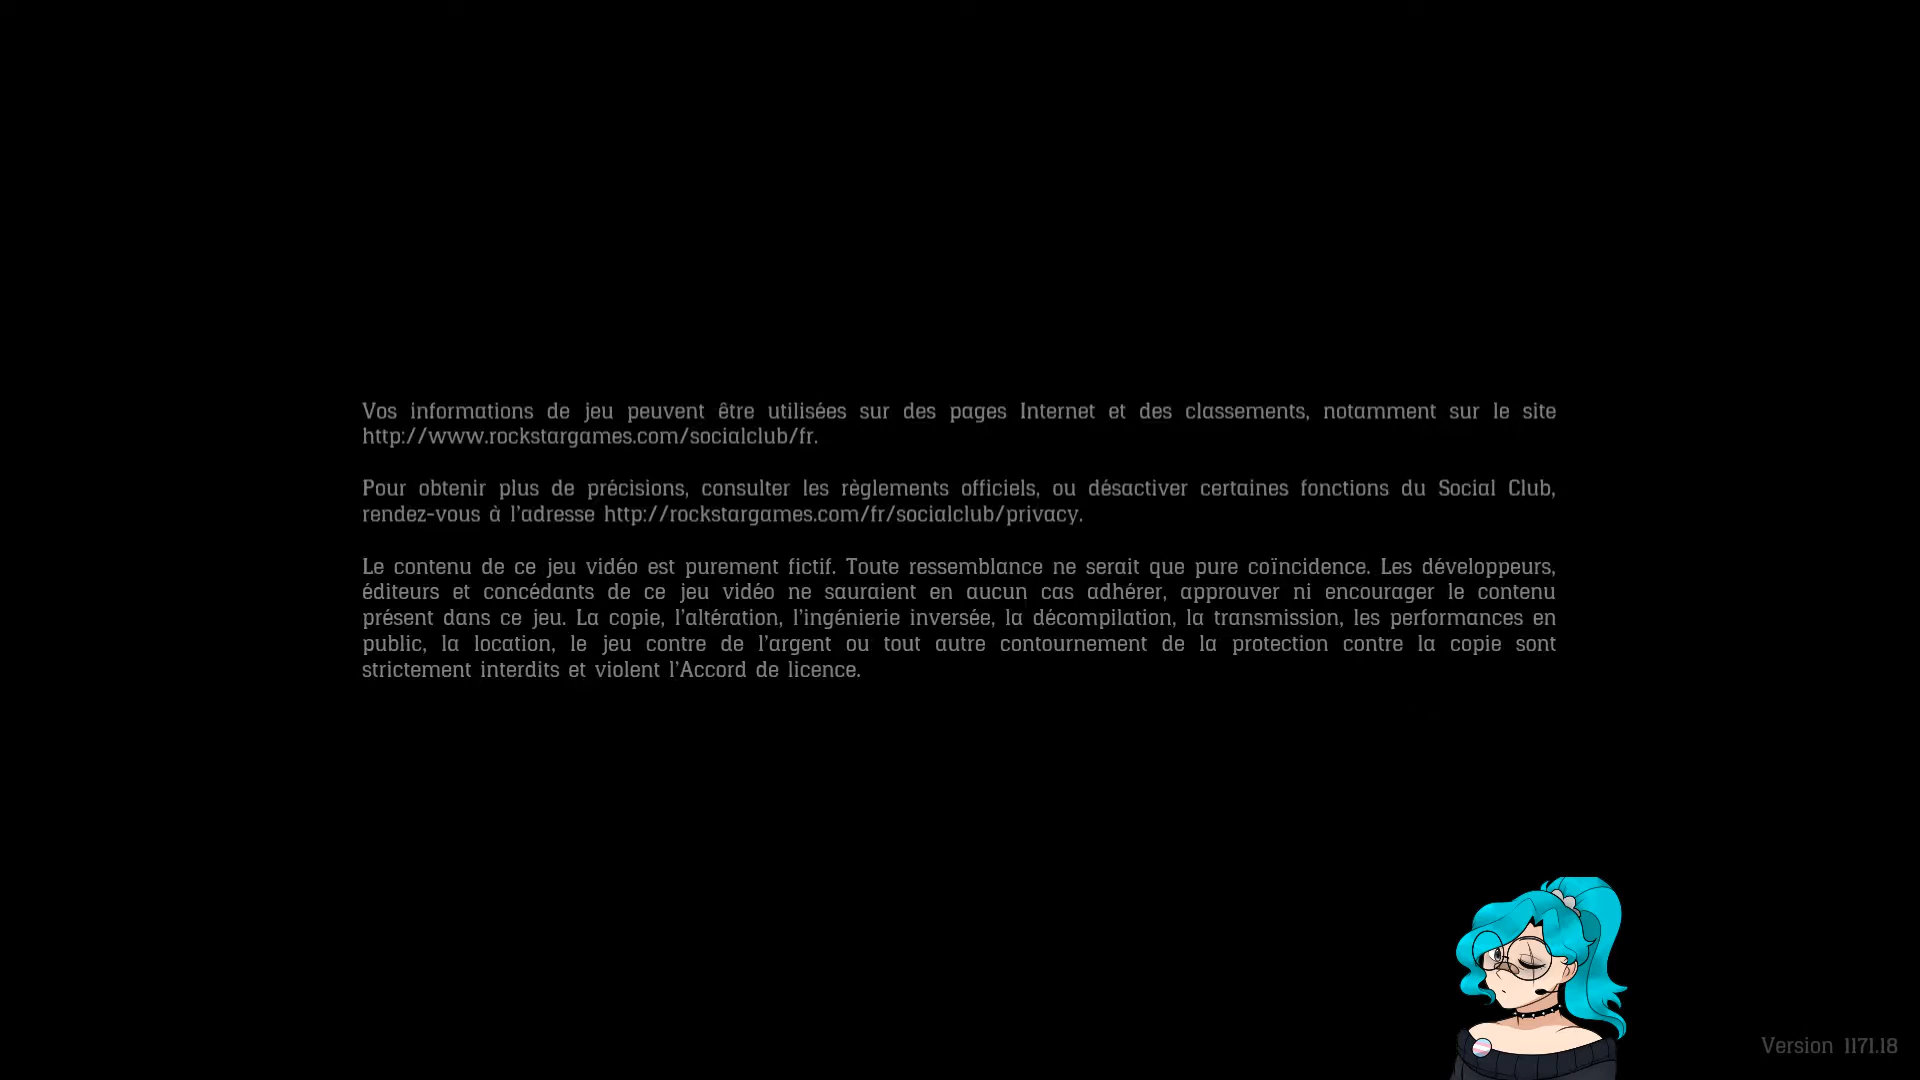 Vos informations de jeu peuvent être utilisées sur des pages Internet et des classements, notamment sur le site
http://www.rockstargames.com/socialclub/fr.
Pour obtenir plus de précisions, consulter les règlements officiels, ou désactiver certaines fonctions du Social Club,
rendez-vous à l'adresse http://rockstargames.com/fr/socialclub/privacy.
Le contenu de ce jeu vidéo est purement fictif. Toute ressemblance ne serait que pure coïncidence. Les développeurs,
éditeurs et concédants de ce jeu vidéo ne sauraient en aucun cas adhérer, approuver ni encourager le contenu
présent dans ce jeu. La copie, l'altération, l'ingénierie inversée, la décompilation, la transmission, les performances en
public, la location, le jeu contre de l'argent ou tout autre contournement de la protection contre la copie sont
strictement interdits et violent l'Accord de licence.
Version 1171.18